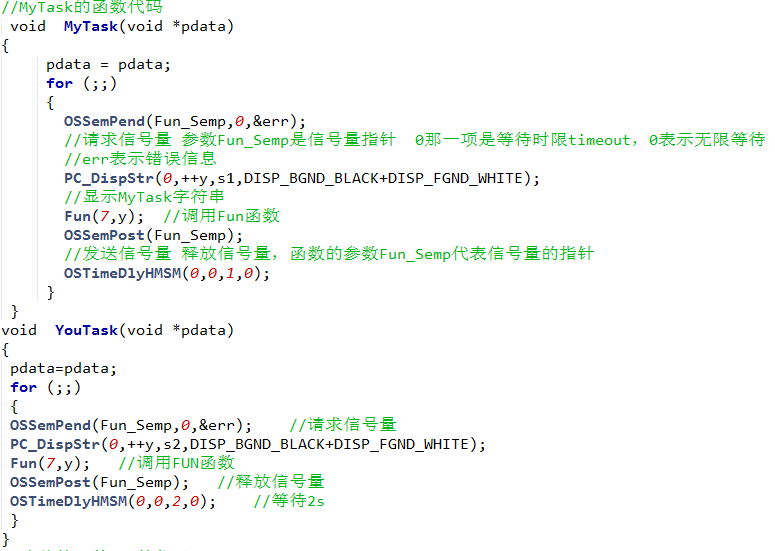 //MyTask的函数代码
void  MyTask(void *pdata)
{
pdata = pdata;
for (;;)
{
OSSemPend(Fun_Semp,0,&err);
//请求信号量 参数Fun_Semp是信号量指针  0那一项是等待时限timeout，0表示无限等待
//err表示错误信息
PC_DispStr(0,++y,s1,DISP_BGND_BLACK+DISP_FGND_WHITE);
//显示MyTask字符串
Fun(7,y);  //调用Fun函数
OSSemPost(Fun_Semp);
//发送信号量 释放信号量，函数的参数Fun_Semp代表信号量的指针
OSTimeDlyHMSM(0,0,1,0);
}
}
void  YouTask(void *pdata)
{
pdata=pdata;
for (;;)
{
OSSemPend(Fun_Semp,0,&err);    //请求信号量
PC_DispStr(0,++y,s2,DISP_BGND_BLACK+DISP_FGND_WHITE);
Fun(7,y);   //调用FUN函数
OSSemPost(Fun_Semp);   //释放信号量
OSTimeDlyHMSM(0,0,2,0);    //等待2s
}
}